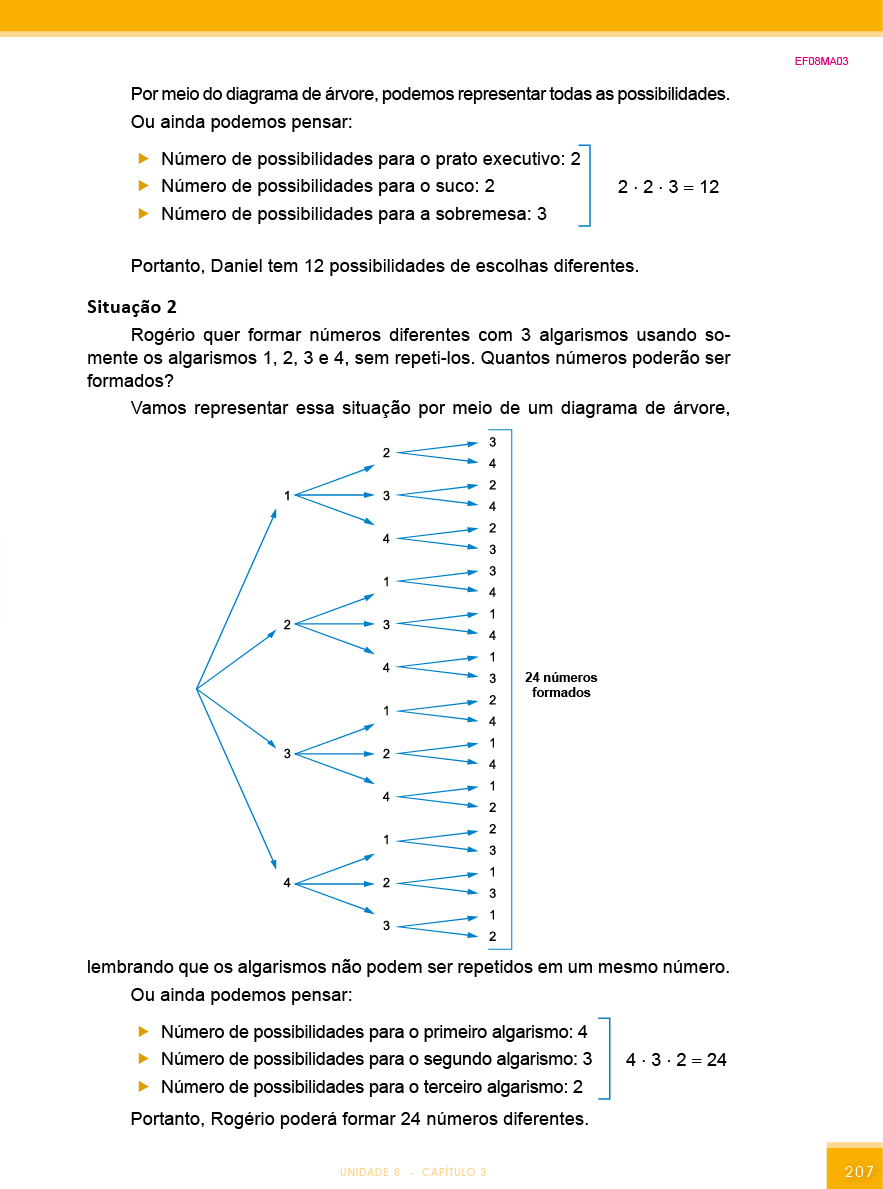 EF08MA03
Por meio do diagrama de árvore, podemos representar todas as possibilidades.
Ou ainda podemos pensar:
Número de possibilidades para o prato executivo: 2
Número de possibilidades para o suco: 2
Número de possibilidades para a sobremesa: 3
2 · 2 · 3 = 12
Portanto, Daniel tem 12 possibilidades de escolhas diferentes.
Situação 2
Rogério quer formar números diferentes com 3 algarismos usando so-
mente os algarismos 1, 2, 3 e 4, sem repeti-los. Quantos números poderão ser
formados?
Vamos representar essa situação por meio de um diagrama de árvore,
1
2
3
4
3
2
4
4
2
3
2
1
3
4
3
1
4
4
1
3
3
1
2
4
2
1
4
4
1
2
4
1
2
3
2
1
3
3
1
2
24 números
formados
lembrando que os algarismos não podem ser repetidos em um mesmo número.
Ou ainda podemos pensar:
Número de possibilidades para o primeiro algarismo: 4
Número de possibilidades para o segundo algarismo: 3
Número de possibilidades para o terceiro algarismo: 2
4 · 3 · 2 = 24
Portanto, Rogério poderá formar 24 números diferentes.
UNIDADE 8 - CAPÍTULO 3
207